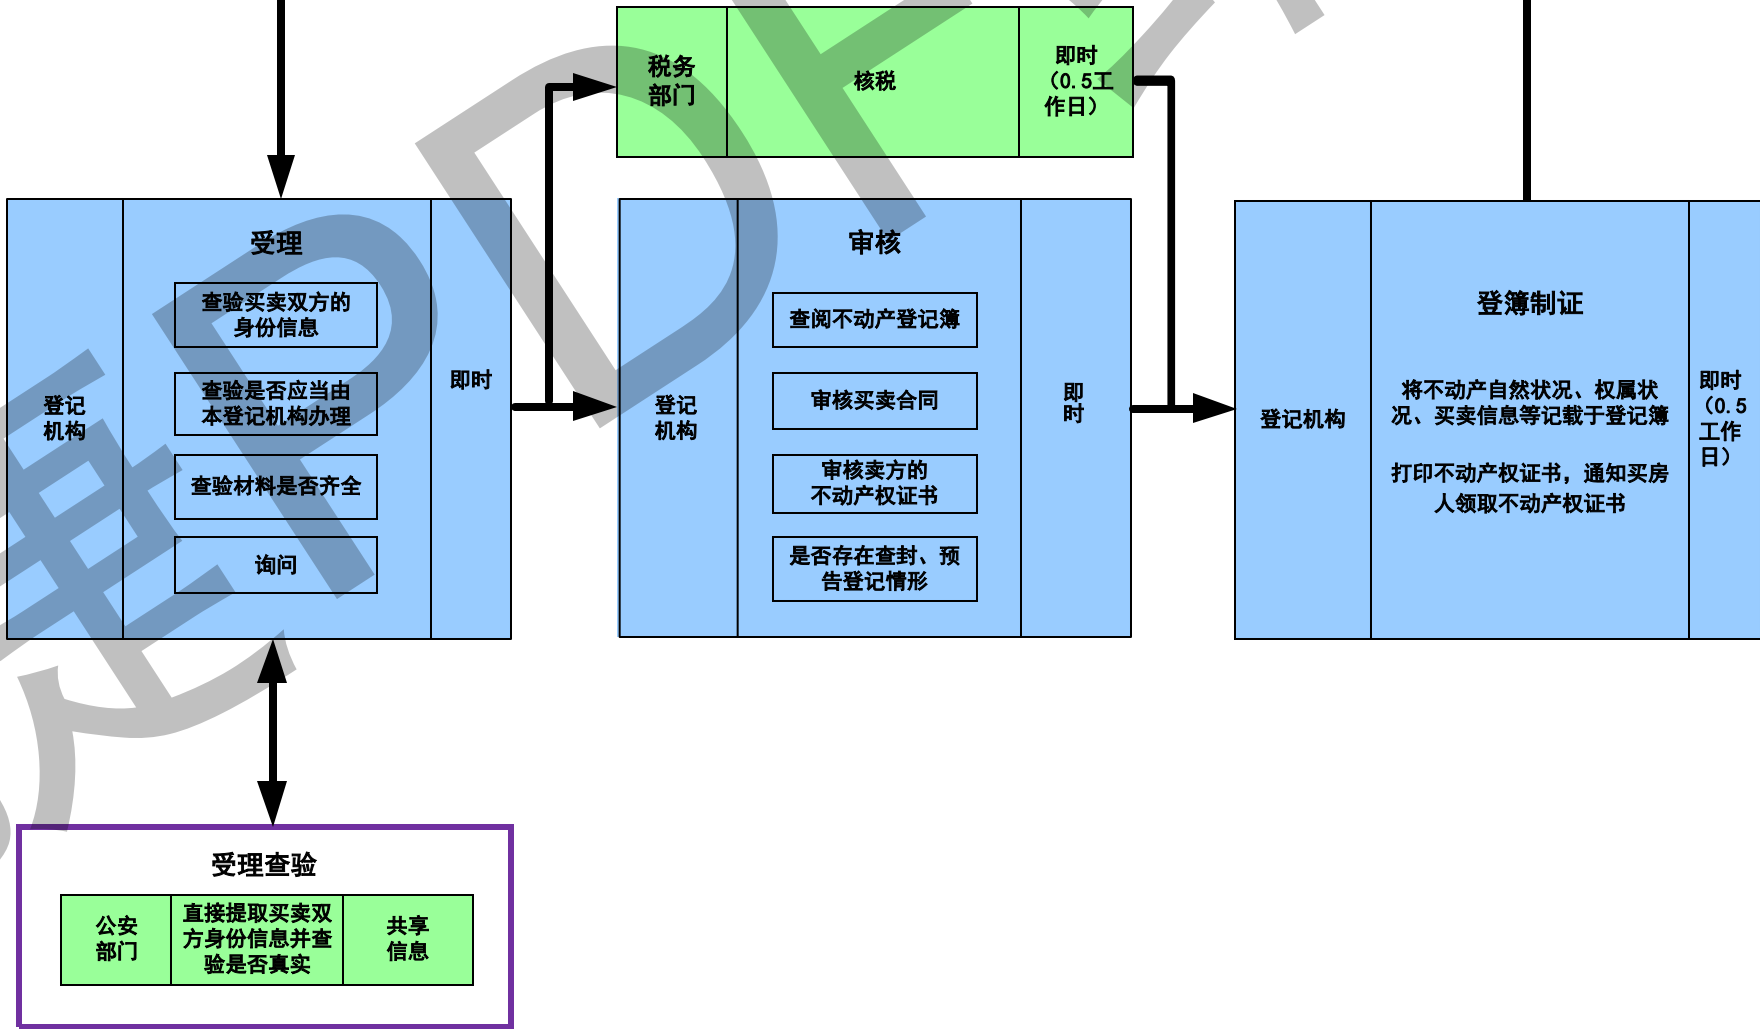 税务
部门
核税
即时
（0.5工
作日）
登记
机构
受理
查验买卖双方的
身份信息
查验是否应当由
本登记机构办理
查验材料是否齐全
询问
即时
登记
机构
审核
查阅不动产登记簿
审核买卖合同
审核卖方的
不动产权证书
是否存在查封、预
告登记情形
即
时
登记机构
登簿制证
将不动产自然状况、权属状
况、买卖信息等记载于登记簿
打印不动产权证书，通知买房
人领取不动产权证书
即时
（0.5
工作
日）
受理查验
公安
部门
直接提取买卖双
方身份信息并查
验是否真实
共享
信息
捷PDF